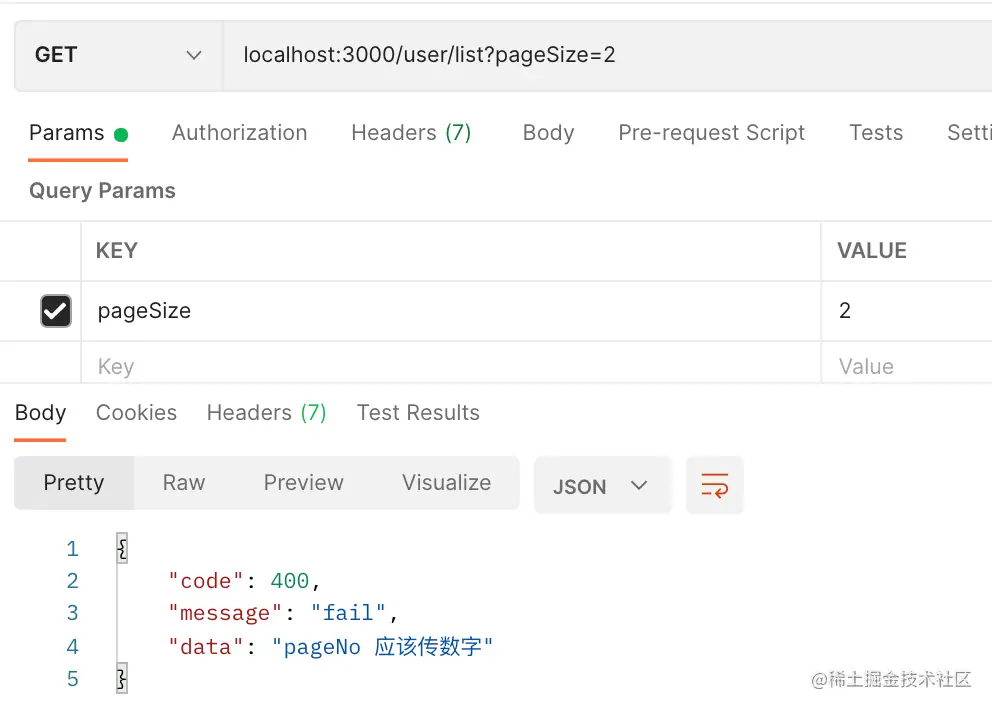 GET localhost:3000/user/list?pageSize=2
Params Authorization Headers (7) Body Pre-request Script Tests Setti
Query Params
KEY VALUE
pageSize 2
Key Value
Body Cookies Headers (7) Test Results
Pretty Raw Preview Visualize JSON
1 {
2 "code": 400,
3 "message": "fail",
4 "data": "pageNo 应该传数字"
5 }
@稀土掘金技术社区